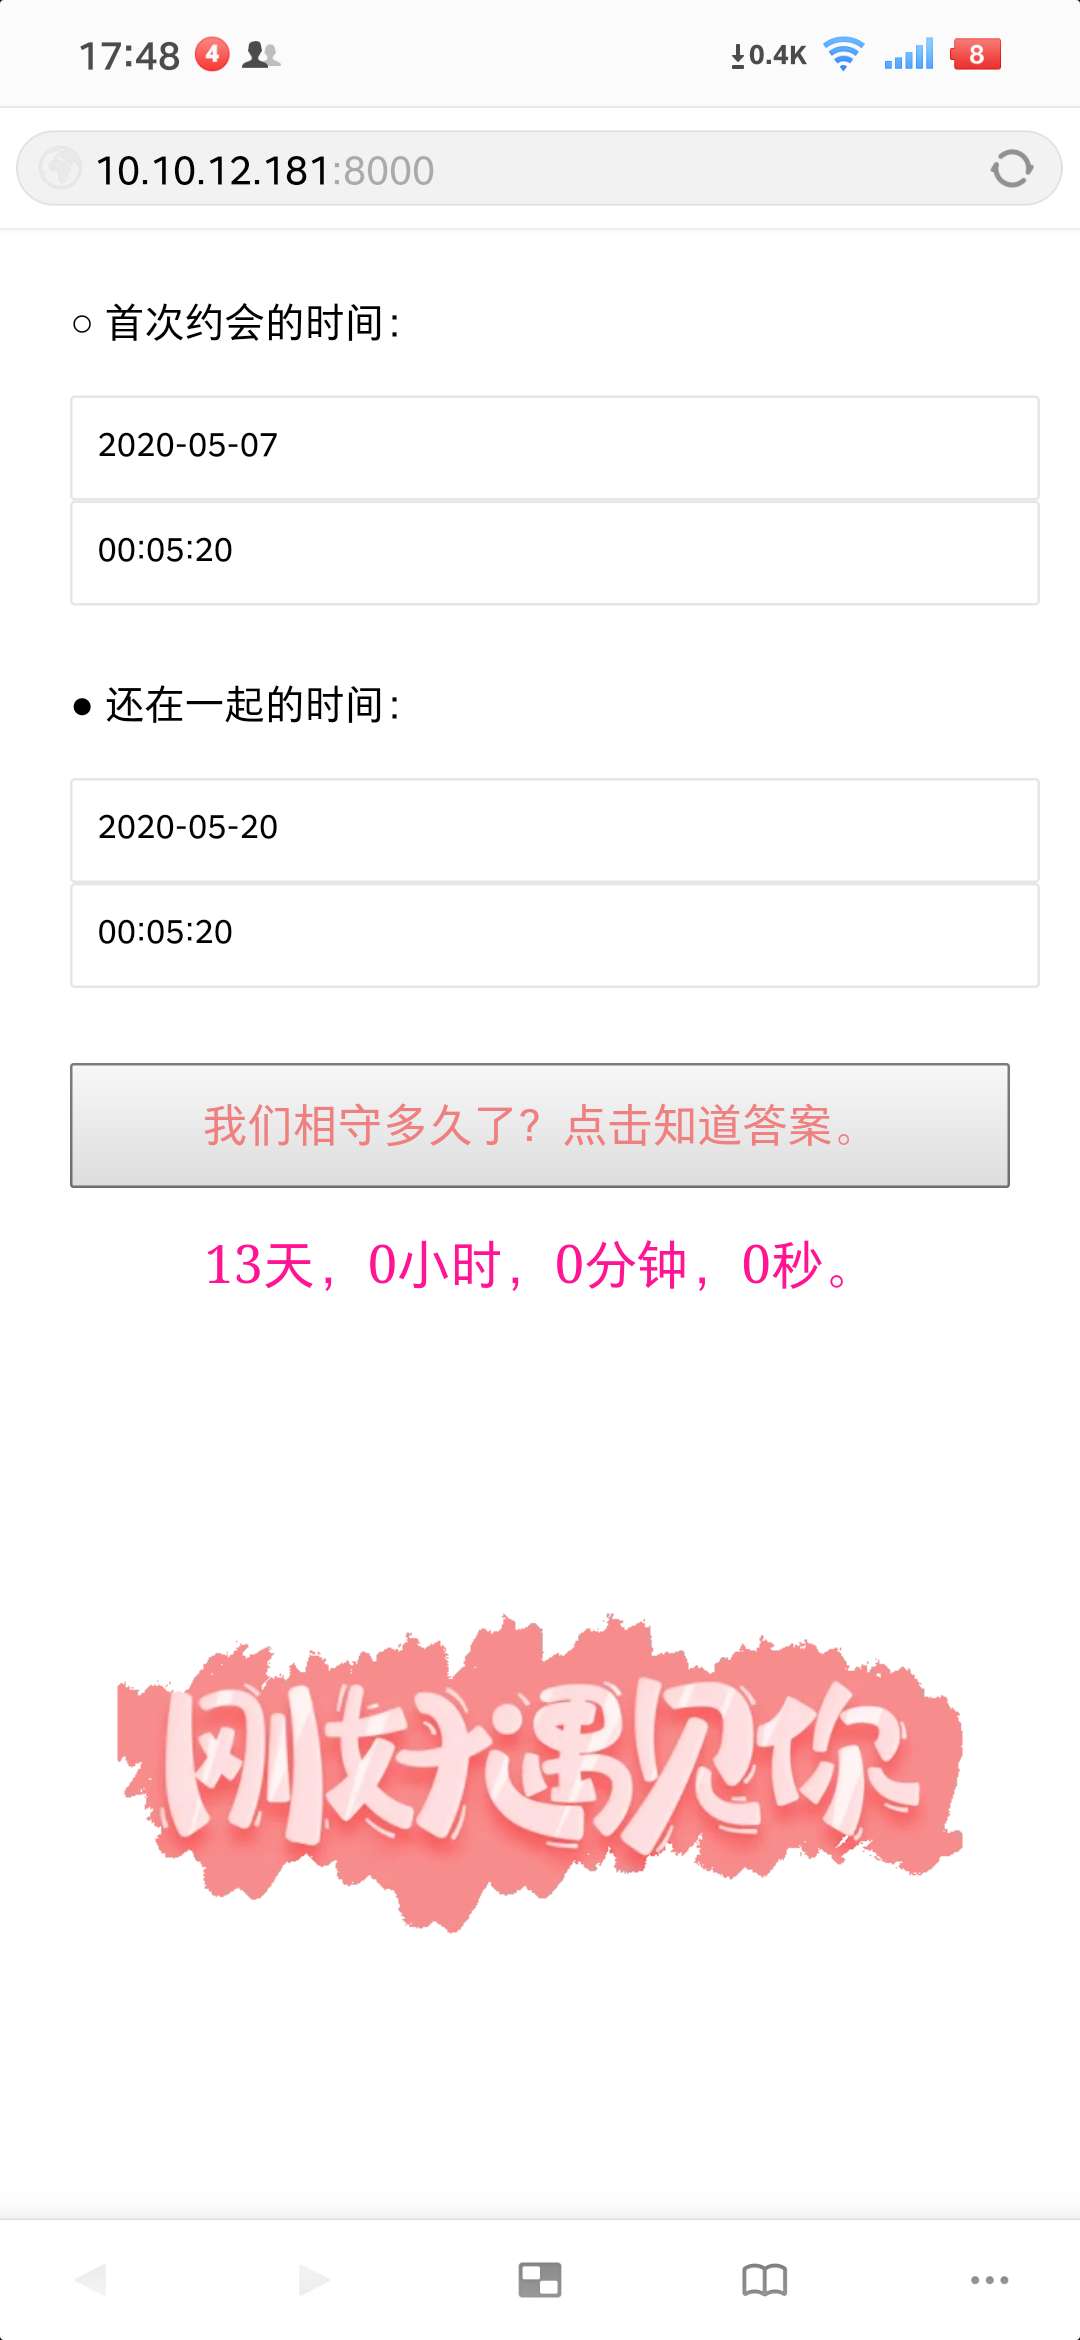 17:48 4 0.4K 8
10.10.12.181:8000
○ 首次约会的时间：
2020-05-07
00:05:20
● 还在一起的时间：
2020-05-20
00:05:20
我们相守多久了？点击知道答案。
13天，0小时，0分钟，0秒。
刚好遇见你